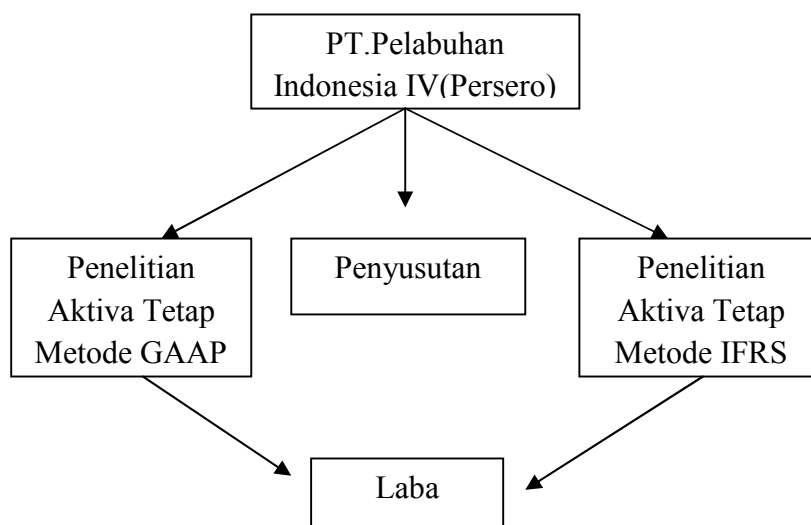 PT.Pelabuhan
Indonesia IV(Persero)
Penelitian
Aktiva Tetap
Metode GAAP
Penyusutan
Penelitian
Aktiva Tetap
Metode IFRS
Laba